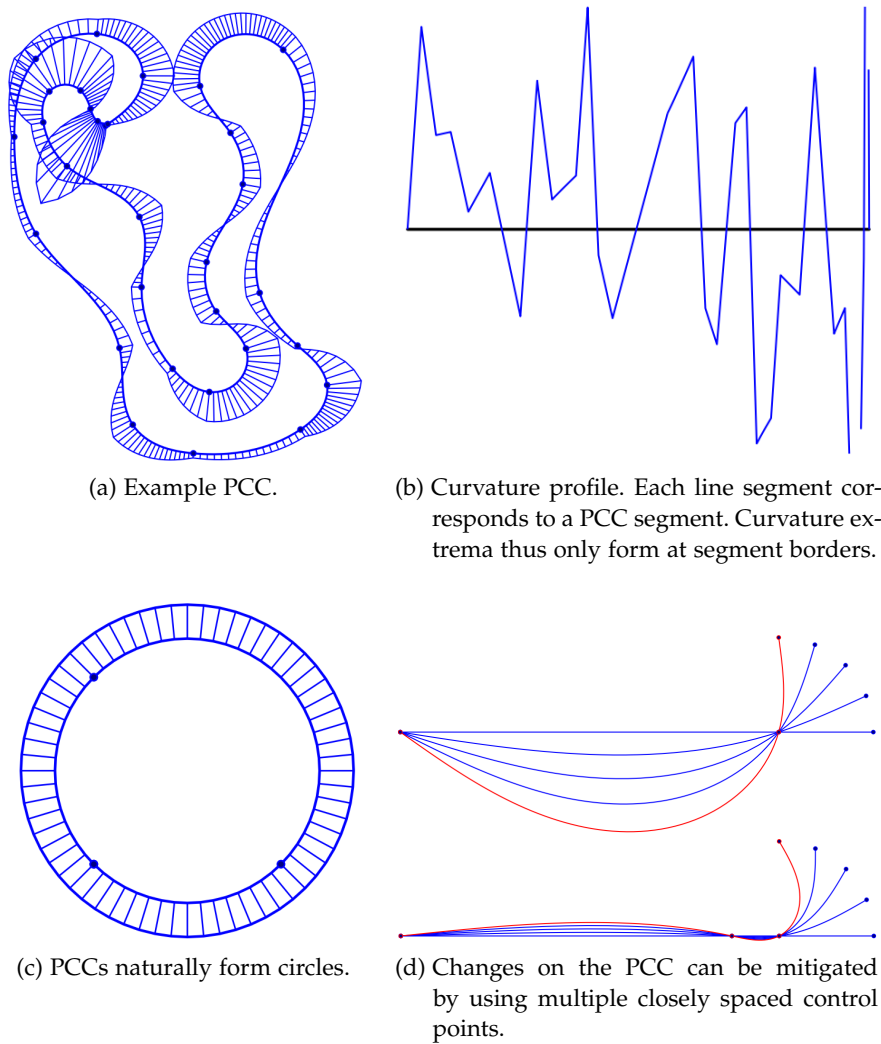 (a) Example PCC.
(b) Curvature profile. Each line segment cor-
responds to a PCC segment. Curvature ex-
trema thus only form at segment borders.
(c) PCCs naturally form circles.
(d) Changes on the PCC can be mitigated
by using multiple closely spaced control
points.